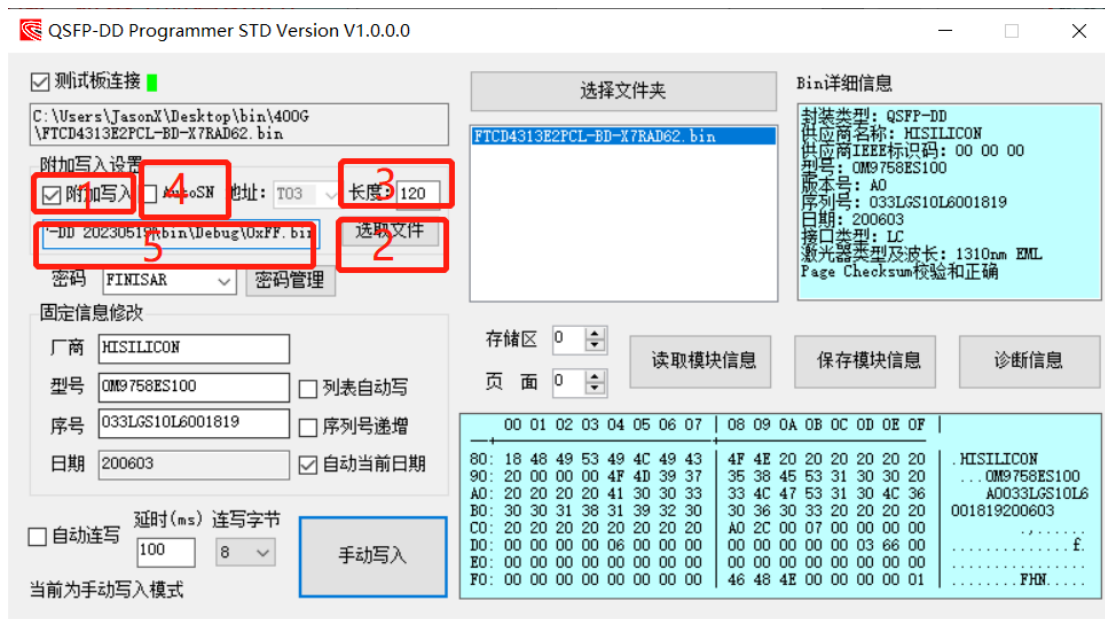 QSFP-DD Programmer STD Version V1.0.0.0
测试板连接
选择文件夹
Bin详细信息
C:\Users\JasonX\Desktop\bin\400G
\FTCD4313E2PCL-BD-X7RAD62.bin
FTCD4313E2PCL-BD-X7RAD62.bin
封装类型: QSFP-DD
供应商名称: HISILICON
供应商IEEE标识码: 00 00 00
型号: OM9758ES100
版本号: A0
序列号: 033LGS10L6001819
日期: 200603
接口类型: LC
激光器类型及波长: 1310nm EML
Page Checksum校验和正确
附加写入设置
1 附加写入
4 AutoSN
地址: T03
3 长度: 120
-DD 20230519\bin\Debug\0xFF.bin
5
选取文件
2
密码 FINISAR 密码管理
固定信息修改
厂商 HISILICON
型号 OM9758ES100 列表自动写
序号 033LGS10L6001819 序列号递增
日期 200603 自动当前日期
存储区 0
页 面 0
读取模块信息
保存模块信息
诊断信息
自动连写
延时(ms) 连写字节
100 8
手动写入
当前为手动写入模式
00 01 02 03 04 05 06 07 | 08 09 0A 0B 0C 0D 0E 0F |
80: 18 48 49 53 49 4C 49 43 | 4F 4E 20 20 20 20 20 20 | .HISILICON
90: 20 00 00 00 4F 4D 39 37 | 35 38 45 53 31 30 30 20 | ...OM9758ES100
A0: 20 20 20 20 41 30 30 33 | 33 4C 47 53 31 30 4C 36 | A0033LGS10L6
B0: 30 30 31 38 31 39 32 30 | 30 36 30 33 20 20 20 20 | 001819200603
C0: 20 20 20 20 20 20 20 20 | A0 2C 00 07 00 00 00 00 | .,......
D0: 00 00 00 00 06 00 00 00 | 00 00 00 00 00 03 66 00 | ..............f.
E0: 00 00 00 00 00 00 00 00 | 00 00 00 00 00 00 00 00 | ................
F0: 00 00 00 00 00 00 00 00 | 46 48 4E 00 00 00 00 01 | ........FHN.....